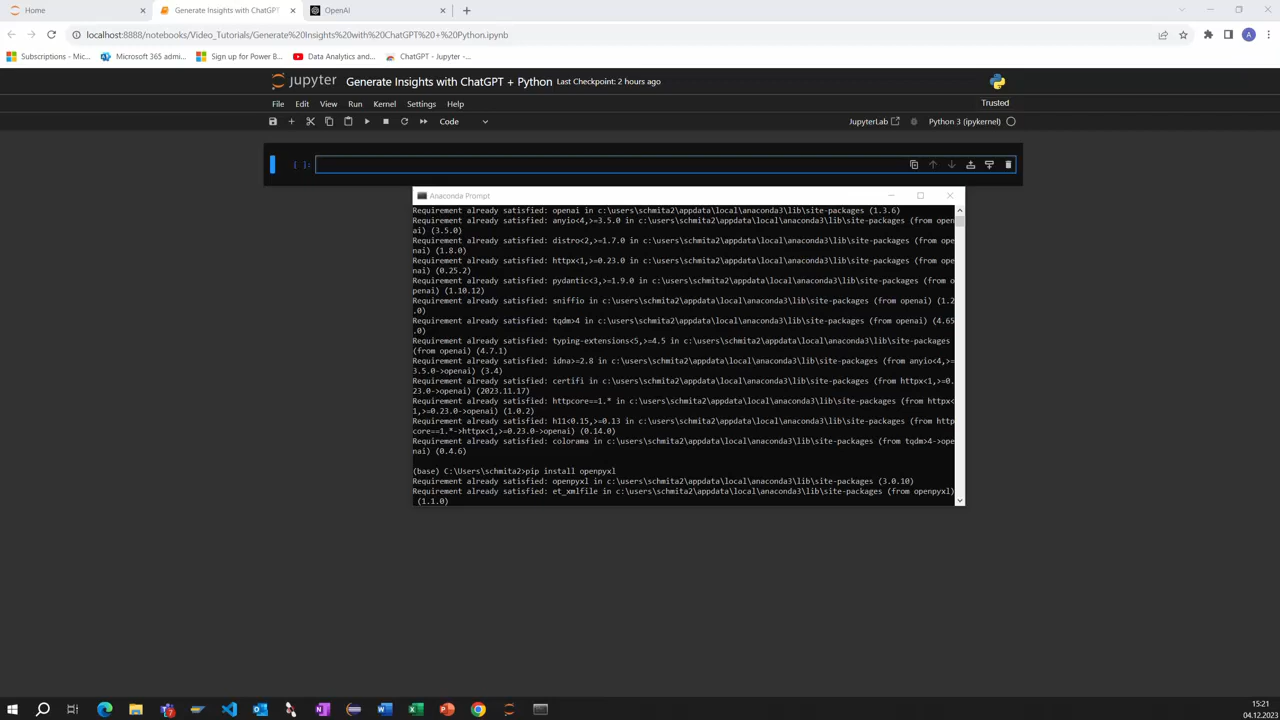 Home
Generate Insights with ChatGPT
OpenAI
localhost:8888/notebooks/Video_Tutorials/Generate%20Insights%20with%20ChatGPT%20+%20Python.ipynb
A
Subscriptions - Mic...
Microsoft 365 admi...
Sign up for Power B...
Data Analytics and...
ChatGPT - Jupyter -...
jupyter Generate Insights with ChatGPT + Python Last Checkpoint: 2 hours ago
File Edit View Run Kernel Settings Help
Trusted
Code
JupyterLab
Python 3 (ipykernel)
[ ]:
Anaconda Prompt
Requirement already satisfied: openai in c:\users\schmita2\appdata\local\anaconda3\lib\site-packages (1.3.6)
Requirement already satisfied: anyio<4,>=3.5.0 in c:\users\schmita2\appdata\local\anaconda3\lib\site-packages (from open
ai) (3.5.0)
Requirement already satisfied: distro<2,>=1.7.0 in c:\users\schmita2\appdata\local\anaconda3\lib\site-packages (from ope
nai) (1.8.0)
Requirement already satisfied: httpx<1,>=0.23.0 in c:\users\schmita2\appdata\local\anaconda3\lib\site-packages (from ope
nai) (0.25.2)
Requirement already satisfied: pydantic<3,>=1.9.0 in c:\users\schmita2\appdata\local\anaconda3\lib\site-packages (from o
penai) (1.10.12)
Requirement already satisfied: sniffio in c:\users\schmita2\appdata\local\anaconda3\lib\site-packages (from openai) (1.2
.0)
Requirement already satisfied: tqdm>4 in c:\users\schmita2\appdata\local\anaconda3\lib\site-packages (from openai) (4.65
.0)
Requirement already satisfied: typing-extensions<5,>=4.5 in c:\users\schmita2\appdata\local\anaconda3\lib\site-packages
(from openai) (4.7.1)
Requirement already satisfied: idna>=2.8 in c:\users\schmita2\appdata\local\anaconda3\lib\site-packages (from anyio<4,>=
3.5.0->openai) (3.4)
Requirement already satisfied: certifi in c:\users\schmita2\appdata\local\anaconda3\lib\site-packages (from httpx<1,>=0.
23.0->openai) (2023.11.17)
Requirement already satisfied: httpcore==1.* in c:\users\schmita2\appdata\local\anaconda3\lib\site-packages (from httpx<
1,>=0.23.0->openai) (1.0.2)
Requirement already satisfied: h11<0.15,>=0.13 in c:\users\schmita2\appdata\local\anaconda3\lib\site-packages (from http
core==1.*->httpx<1,>=0.23.0->openai) (0.14.0)
Requirement already satisfied: colorama in c:\users\schmita2\appdata\local\anaconda3\lib\site-packages (from tqdm>4->ope
nai) (0.4.6)
(base) C:\Users\schmita2>pip install openpyxl
Requirement already satisfied: openpyxl in c:\users\schmita2\appdata\local\anaconda3\lib\site-packages (3.0.10)
Requirement already satisfied: et_xmlfile in c:\users\schmita2\appdata\local\anaconda3\lib\site-packages (from openpyxl)
(1.1.0)
15:21
04.12.2023